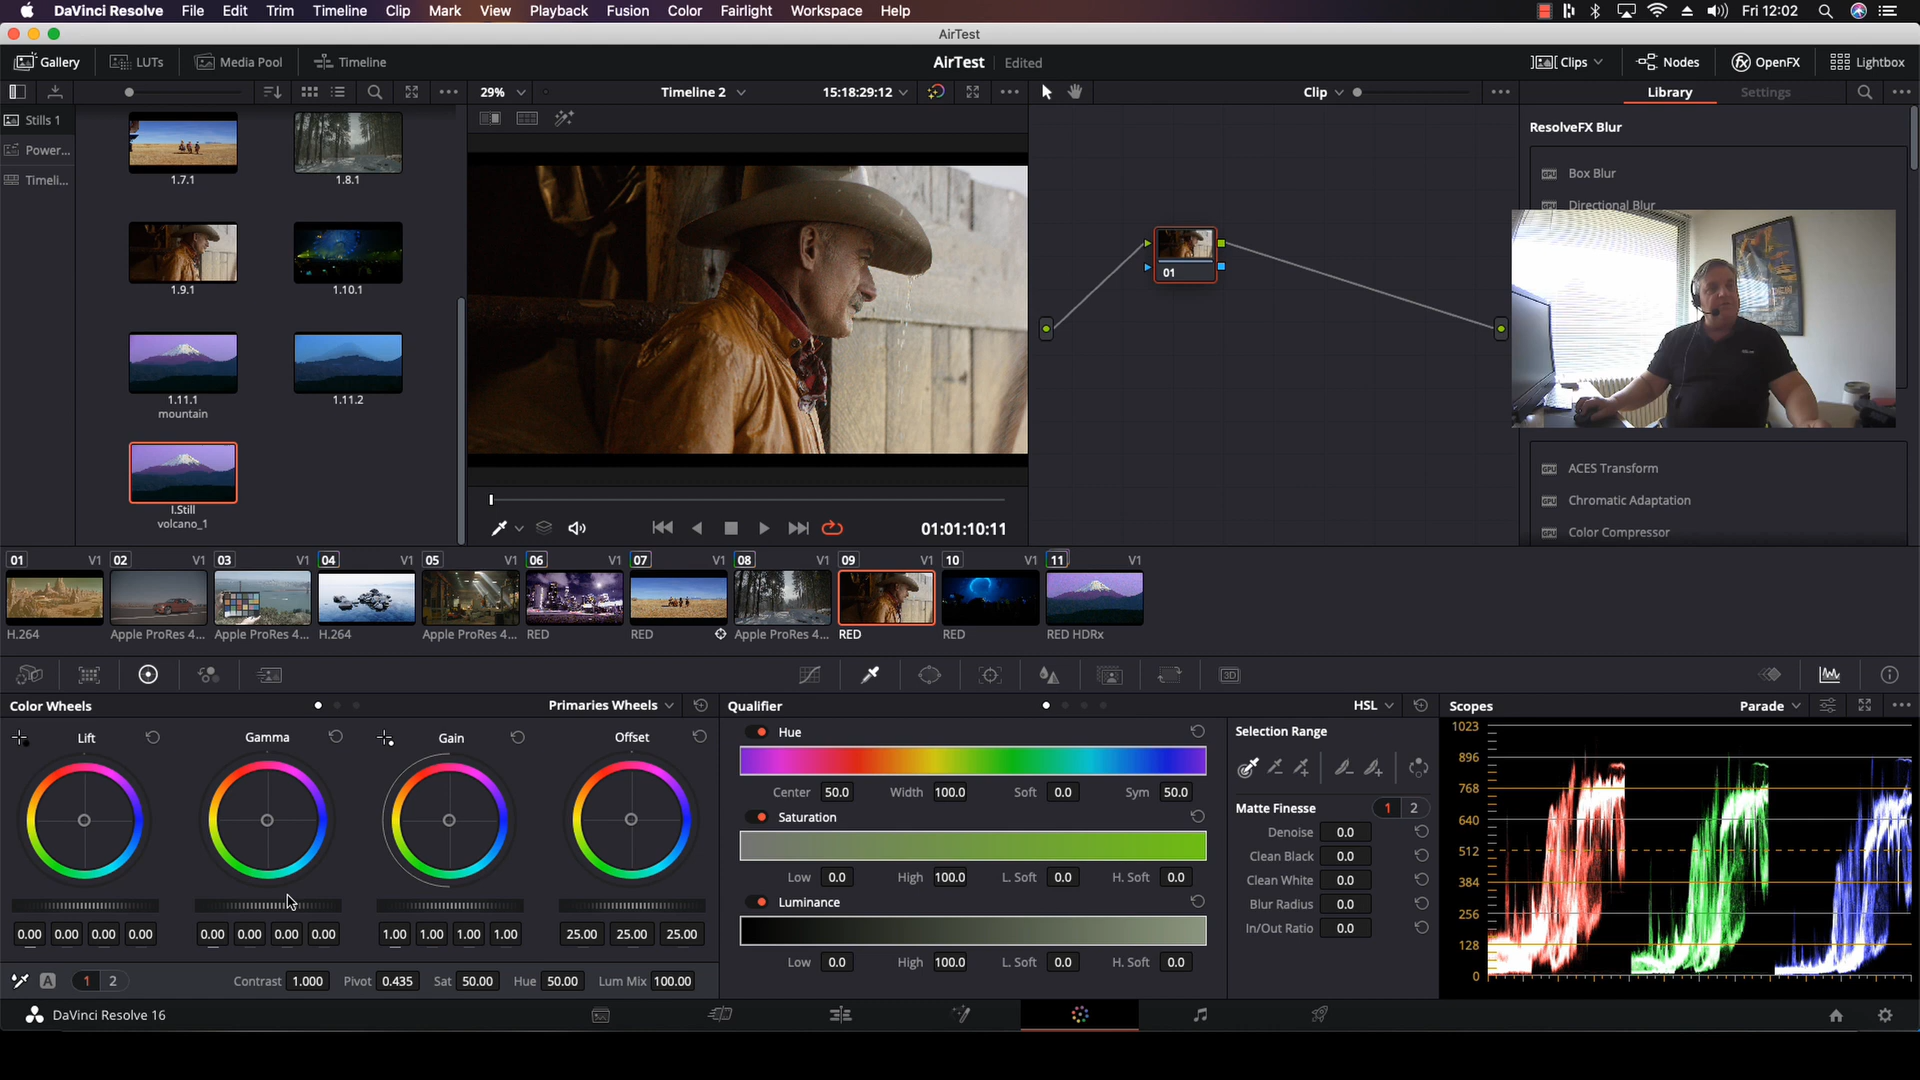 DaVinci Resolve File Edit Trim Timeline Clip Mark View Playback Fusion Color Fairlight Workspace Help Fri 12:02
AirTest
Gallery LUTs Media Pool Timeline AirTest Edited Clips Nodes OpenFX Lightbox
29% Timeline 2 15:18:29:12 Clip Library Settings
Stills 1
Power...
Timeli...
1.7.1 1.8.1
1.9.1 1.10.1
1.11.1 1.11.2
mountain
I.Still
volcano_1
01
ResolveFX Blur
Box Blur
Directional Blur
ACES Transform
Chromatic Adaptation
Color Compressor
01:01:10:11
01 V1 02 V1 03 V1 04 V1 05 V1 06 V1 07 V1 08 V1 09 V1 10 V1 11 V1
H.264 Apple ProRes 4... Apple ProRes 4... H.264 Apple ProRes 4... RED RED Apple ProRes 4... RED RED RED HDRx
Color Wheels Primaries Wheels Qualifier HSL Scopes Parade
Lift Gamma Gain Offset
0.00 0.00 0.00 0.00 0.00 0.00 0.00 0.00 1.00 1.00 1.00 1.00 25.00 25.00 25.00
A 1 2 Contrast 1.000 Pivot 0.435 Sat 50.00 Hue 50.00 Lum Mix 100.00
Hue
Center 50.0 Width 100.0 Soft 0.0 Sym 50.0
Saturation
Low 0.0 High 100.0 L. Soft 0.0 H. Soft 0.0
Luminance
Low 0.0 High 100.0 L. Soft 0.0 H. Soft 0.0
Selection Range
Matte Finesse 1 2
Denoise 0.0
Clean Black 0.0
Clean White 0.0
Blur Radius 0.0
In/Out Ratio 0.0
1023
896
768
640
512
384
256
128
0
DaVinci Resolve 16